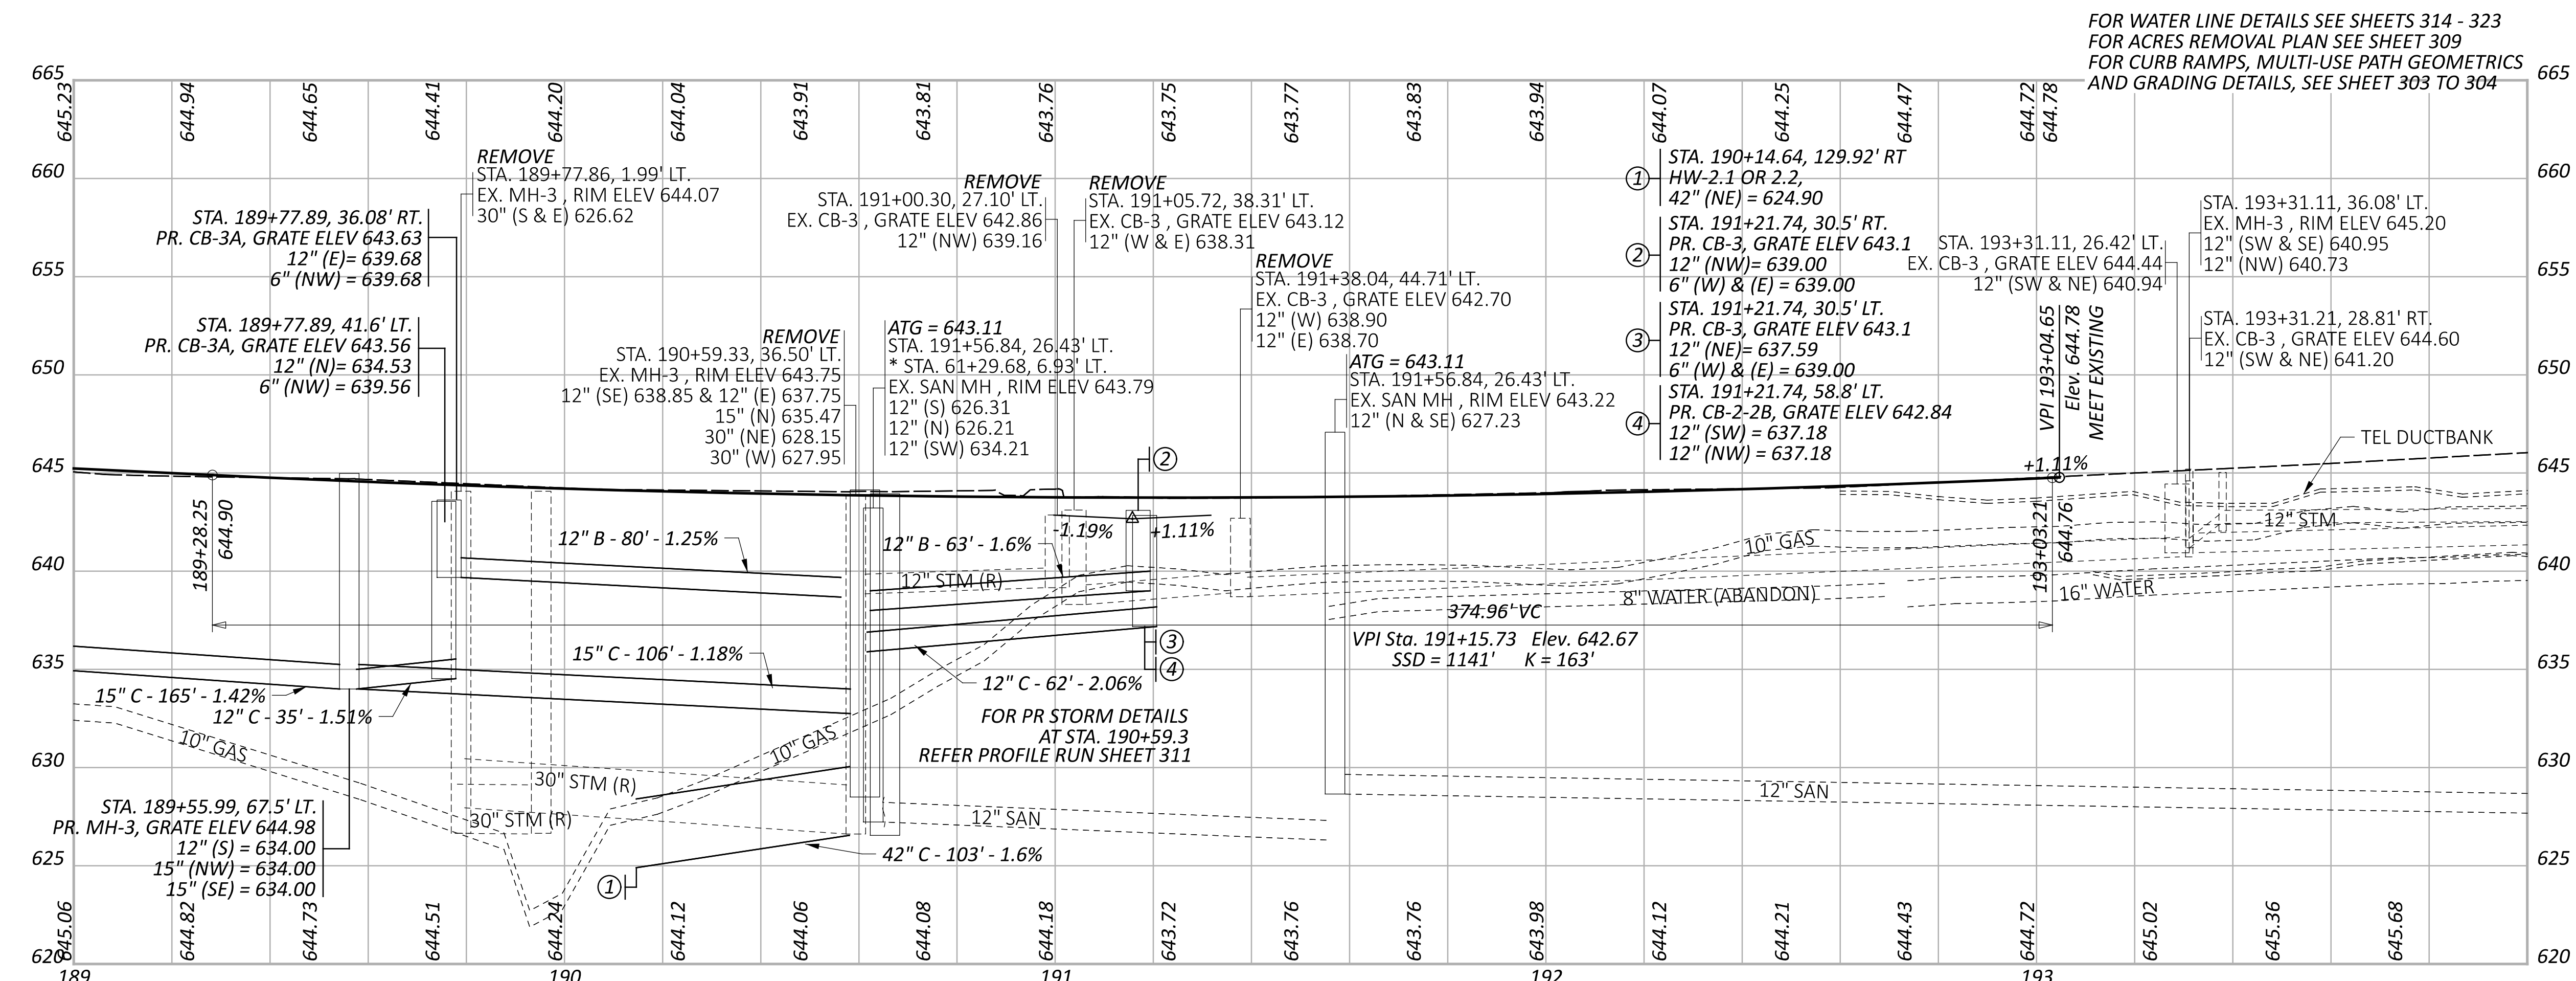 FOR WATER LINE DETAILS SEE SHEETS 314 - 323
FOR ACRES REMOVAL PLAN SEE SHEET 309
FOR CURB RAMPS, MULTI-USE PATH GEOMETRICS
AND GRADING DETAILS, SEE SHEET 303 TO 304
665
660
655
650
645
640
635
630
625
620
645.23
644.94
644.65
644.41
644.20
644.04
643.91
643.81
643.76
643.75
643.77
643.83
643.94
644.07
644.25
644.47
644.72
644.78
665
660
655
650
645
640
635
630
625
620
REMOVE
STA. 189+77.86, 1.99' LT.
EX. MH-3 , RIM ELEV 644.07
30" (S & E) 626.62
STA. 189+77.89, 36.08' RT.
PR. CB-3A, GRATE ELEV 643.63
12" (E)= 639.68
6" (NW) = 639.68
STA. 189+77.89, 41.6' LT.
PR. CB-3A, GRATE ELEV 643.56
12" (N)= 634.53
6" (NW) = 639.56
REMOVE
STA. 190+59.33, 36.50' LT.
EX. MH-3 , RIM ELEV 643.75
12" (SE) 638.85 & 12" (E) 637.75
15" (N) 635.47
30" (NE) 628.15
30" (W) 627.95
ATG = 643.11
STA. 191+56.84, 26.43' LT.
* STA. 61+29.68, 6.93' LT.
EX. SAN MH , RIM ELEV 643.79
12" (S) 626.31
12" (N) 626.21
12" (SW) 634.21
REMOVE
STA. 191+00.30, 27.10' LT.
EX. CB-3 , GRATE ELEV 642.86
12" (NW) 639.16
REMOVE
STA. 191+05.72, 38.31' LT.
EX. CB-3 , GRATE ELEV 643.12
12" (W & E) 638.31
REMOVE
STA. 191+38.04, 44.71' LT.
EX. CB-3 , GRATE ELEV 642.70
12" (W) 638.90
12" (E) 638.70
ATG = 643.11
STA. 191+56.84, 26.43' LT.
EX. SAN MH , RIM ELEV 643.22
12" (N & SE) 627.23
1
STA. 190+14.64, 129.92' RT
HW-2.1 OR 2.2,
42" (NE) = 624.90
2
STA. 191+21.74, 30.5' RT.
PR. CB-3, GRATE ELEV 643.1
12" (NW)= 639.00
6" (W) & (E) = 639.00
3
STA. 191+21.74, 30.5' LT.
PR. CB-3, GRATE ELEV 643.1
12" (NE)= 637.59
6" (W) & (E) = 639.00
4
STA. 191+21.74, 58.8' LT.
PR. CB-2-2B, GRATE ELEV 642.84
12" (SW) = 637.18
12" (NW) = 637.18
STA. 193+31.11, 26.42' LT.
EX. CB-3 , GRATE ELEV 644.44
12" (SW & NE) 640.94
STA. 193+31.11, 36.08' LT.
EX. MH-3 , RIM ELEV 645.20
12" (SW & SE) 640.95
12" (NW) 640.73
STA. 193+31.21, 28.81' RT.
EX. CB-3 , GRATE ELEV 644.60
12" (SW & NE) 641.20
VPI 193+04.65
Elev. 644.78
MEET EXISTING
+1.11%
TEL DUCTBANK
189+28.25
644.90
193+03.21
644.76
2
12" B - 80' - 1.25%
12" B - 63' - 1.6%
-1.19%
+1.11%
12" STM (R)
10" GAS
12" STM
8" WATER (ABANDON)
16" WATER
374.96' VC
VPI Sta. 191+15.73 Elev. 642.67
SSD = 1141' K = 163'
3
4
15" C - 106' - 1.18%
12" C - 62' - 2.06%
15" C - 165' - 1.42%
12" C - 35' - 1.51%
FOR PR STORM DETAILS
AT STA. 190+59.3
REFER PROFILE RUN SHEET 311
10" GAS
10" GAS
30" STM (R)
30" STM (R)
12" SAN
12" SAN
42" C - 103' - 1.6%
1
STA. 189+55.99, 67.5' LT.
PR. MH-3, GRATE ELEV 644.98
12" (S) = 634.00
15" (NW) = 634.00
15" (SE) = 634.00
645.06
644.82
644.73
644.51
644.24
644.12
644.06
644.08
644.18
643.72
643.76
643.76
643.98
644.12
644.21
644.43
644.72
645.02
645.36
645.68
189
190
191
192
193